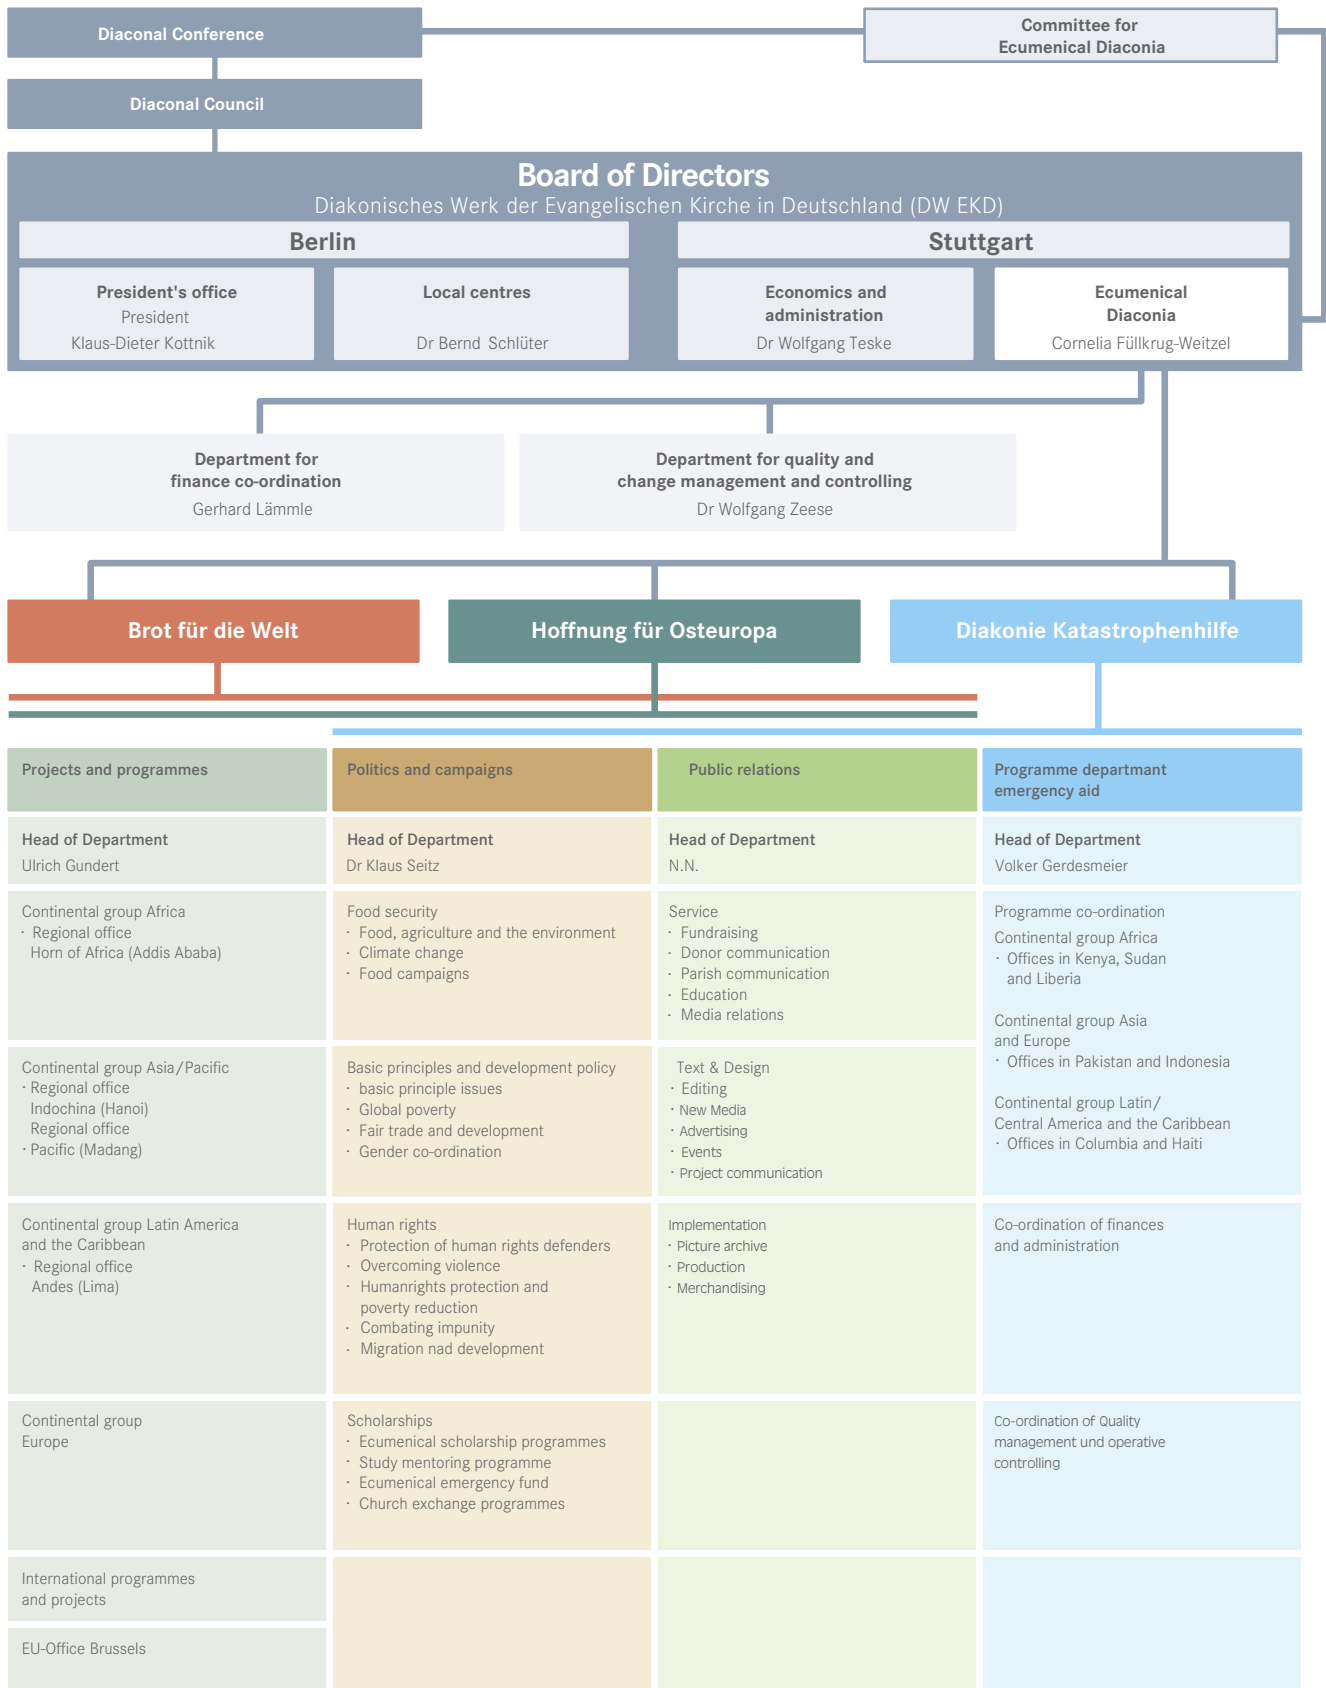 Diaconal Conference
Committee for
Ecumenical Diaconia
Diaconal Council
Board of Directors
Diakonisches Werk der Evangelischen Kirche in Deutschland (DW EKD)
Berlin
Stuttgart
President's office
President
Klaus-Dieter Kottnik
Local centres
Dr Bernd Schlüter
Economics and
administration
Dr Wolfgang Teske
Ecumenical
Diaconia
Cornelia Füllkrug-Weitzel
Department for
finance co-ordination
Gerhard Lämmle
Department for quality and
change management and controlling
Dr Wolfgang Zeese
Brot für die Welt
Hoffnung für Osteuropa
Diakonie Katastrophenhilfe
Projects and programmes
Head of Department
Ulrich Gundert
Continental group Africa
· Regional office
Horn of Africa (Addis Ababa)
Continental group Asia/Pacific
· Regional office
Indochina (Hanoi)
Regional office
· Pacific (Madang)
Continental group Latin America
and the Caribbean
· Regional office
Andes (Lima)
Continental group
Europe
International programmes
and projects
EU-Office Brussels
Politics and campaigns
Head of Department
Dr Klaus Seitz
Food security
· Food, agriculture and the environment
· Climate change
· Food campaigns
Basic principles and development policy
· basic principle issues
· Global poverty
· Fair trade and development
· Gender co-ordination
Human rights
· Protection of human rights defenders
· Overcoming violence
· Humanrights protection and
poverty reduction
· Combating impunity
· Migration nad development
Scholarships
· Ecumenical scholarship programmes
· Study mentoring programme
· Ecumenical emergency fund
· Church exchange programmes
Public relations
Head of Department
N.N.
Service
· Fundraising
· Donor communication
· Parish communication
· Education
· Media relations
Text & Design
· Editing
· New Media
· Advertising
· Events
· Project communication
Implementation
· Picture archive
· Production
· Merchandising
Programme departmant
emergency aid
Head of Department
Volker Gerdesmeier
Programme co-ordination
Continental group Africa
· Offices in Kenya, Sudan
and Liberia
Continental group Asia
and Europe
· Offices in Pakistan and Indonesia
Continental group Latin/
Central America and the Caribbean
· Offices in Columbia and Haiti
Co-ordination of finances
and administration
Co-ordination of Quality
management und operative
controlling